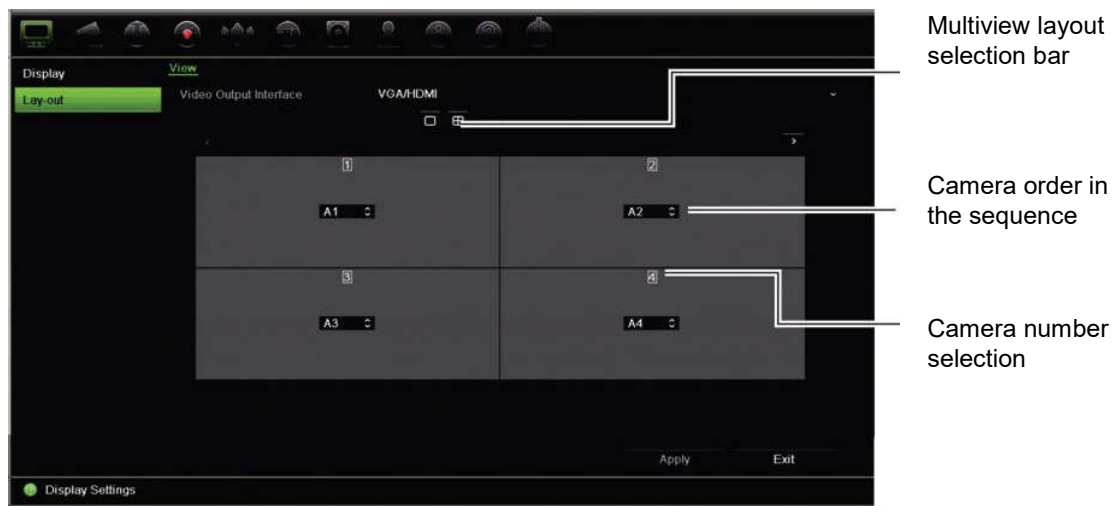 Display
View
Lay-out
Video Output Interface
VGA/HDMI
1
2
A1
A2
3
4
A3
A4
Apply
Exit
Display Settings
Multiview layout
selection bar
Camera order in
the sequence
Camera number
selection